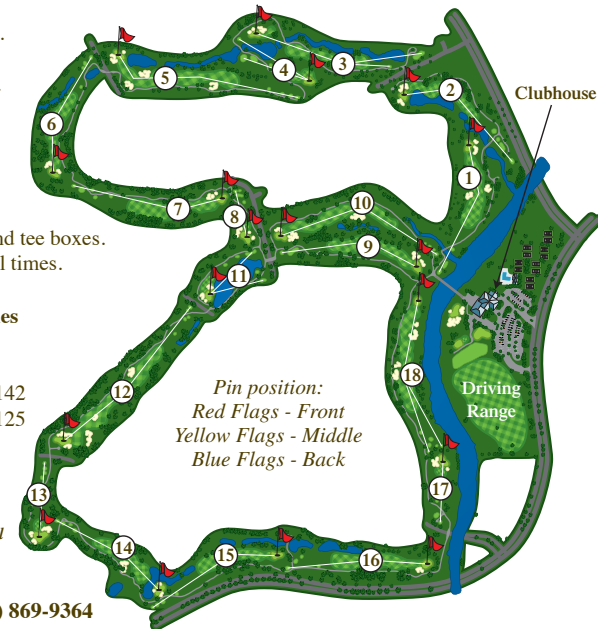 .
nd tee boxes.
l times.
es
142
125
u
) 869-9364
Clubhouse
1
2
3
4
5
6
7
8
9
10
11
12
13
14
15
16
17
18
Driving
Range
Pin position:
Red Flags - Front
Yellow Flags - Middle
Blue Flags - Back